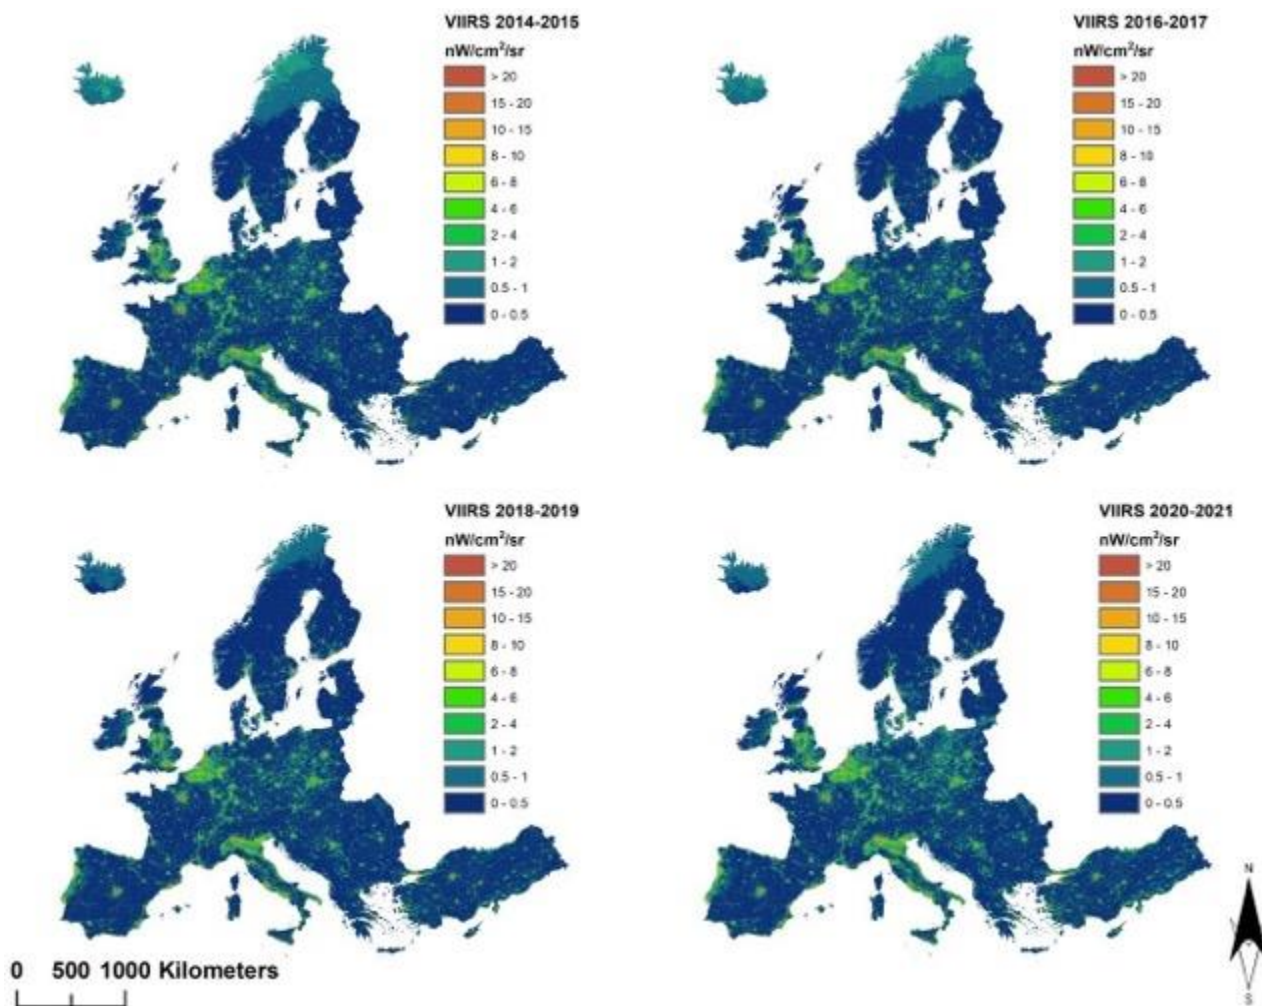 VIIRS 2014-2015
nW/cm²/sr
> 20
15 - 20
10 - 15
8 - 10
6 - 8
4 - 6
2 - 4
1 - 2
0.5 - 1
0 - 0.5
VIIRS 2016-2017
nW/cm²/sr
> 20
15 - 20
10 - 15
8 - 10
6 - 8
4 - 6
2 - 4
1 - 2
0.5 - 1
0 - 0.5
VIIRS 2018-2019
nW/cm²/sr
> 20
15 - 20
10 - 15
8 - 10
6 - 8
4 - 6
2 - 4
1 - 2
0.5 - 1
0 - 0.5
VIIRS 2020-2021
nW/cm²/sr
> 20
15 - 20
10 - 15
8 - 10
6 - 8
4 - 6
2 - 4
1 - 2
0.5 - 1
0 - 0.5
N
S
0 500 1000 Kilometers